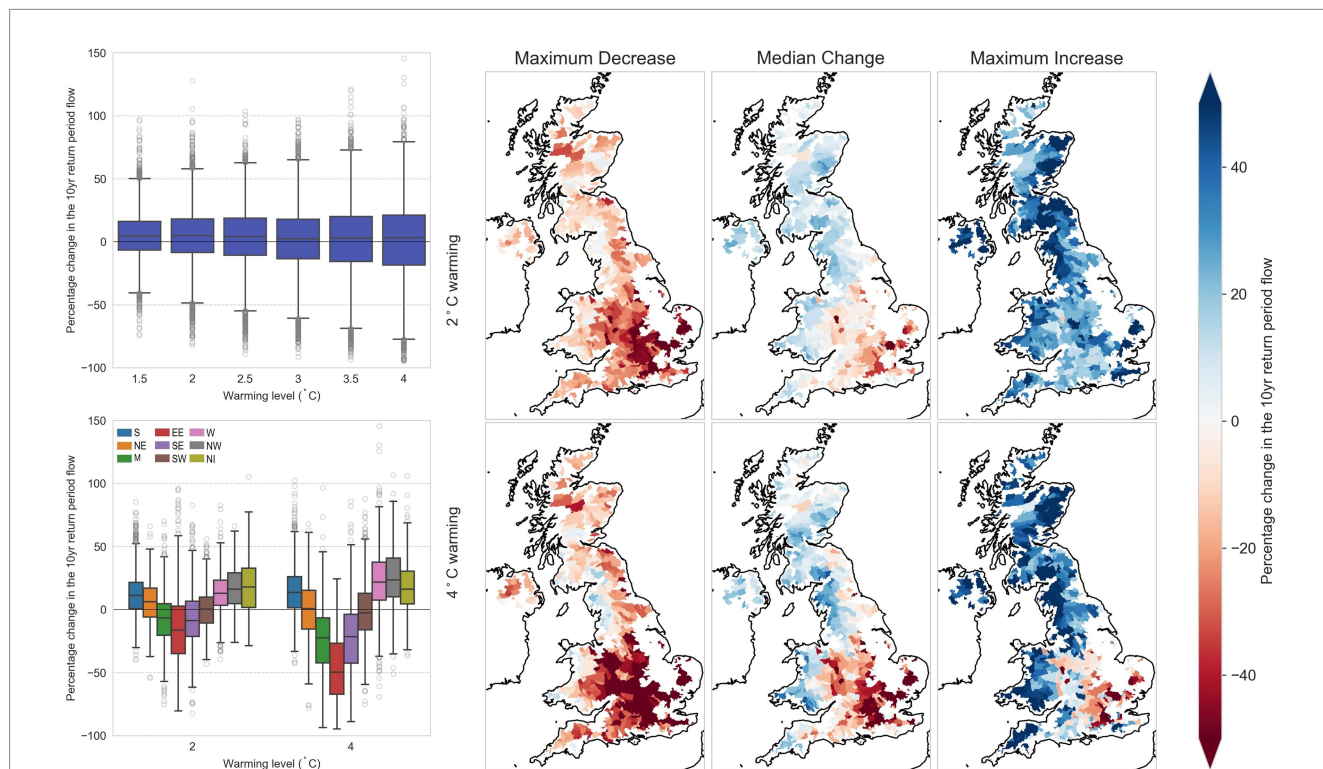 Percentage change in the 10yr return period flow
150
100
50
0
−50
−100
1.5 2 2.5 3 3.5 4
Warming level (°C)
Percentage change in the 10yr return period flow
150
100
50
0
−50
−100
S EE W
NE SE NW
M SW NI
2 4
Warming level (°C)
Maximum Decrease Median Change Maximum Increase
2°C warming
4°C warming
40
20
0
−20
−40
Percentage change in the 10yr return period flow